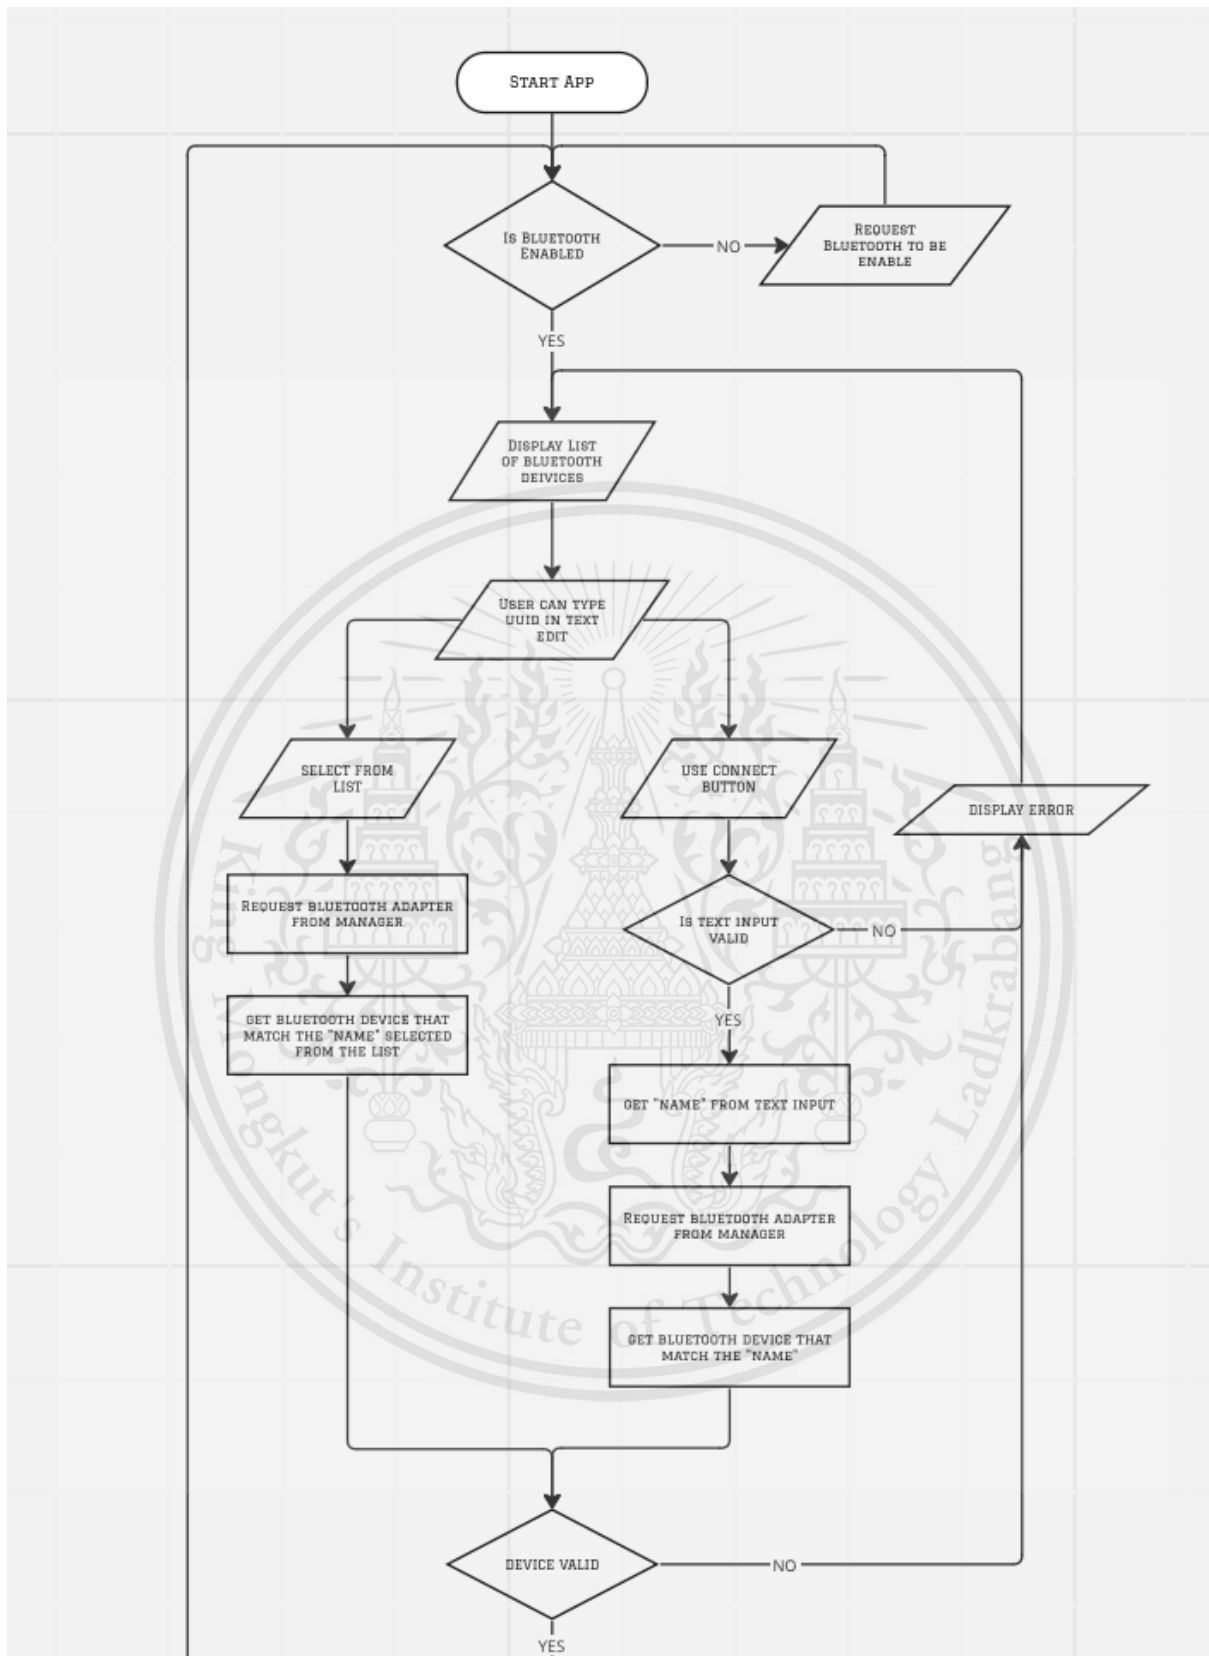 START APP
IS BLUETOOTH
ENABLED
NO
REQUEST
BLUETOOTH TO BE
ENABLE
YES
DISPLAY LIST
OF BLUETOOTH
DEIVICES
USER CAN TYPE
UUID IN TEXT
EDIT
SELECT FROM
LIST
USE CONNECT
BUTTON
DISPLAY ERROR
REQUEST BLUETOOTH ADAPTER
FROM MANAGER
IS TEXT INPUT
VALID
NO
GET BLUETOOTH DEVICE THAT
MATCH THE "NAME" SELECTED
FROM THE LIST
YES
GET "NAME" FROM TEXT INPUT
REQUEST BLUETOOTH ADAPTER
FROM MANAGER
GET BLUETOOTH DEVICE THAT
MATCH THE "NAME"
DEVICE VALID
NO
YES
King Mongkut's Institute of Technology Ladkrabang